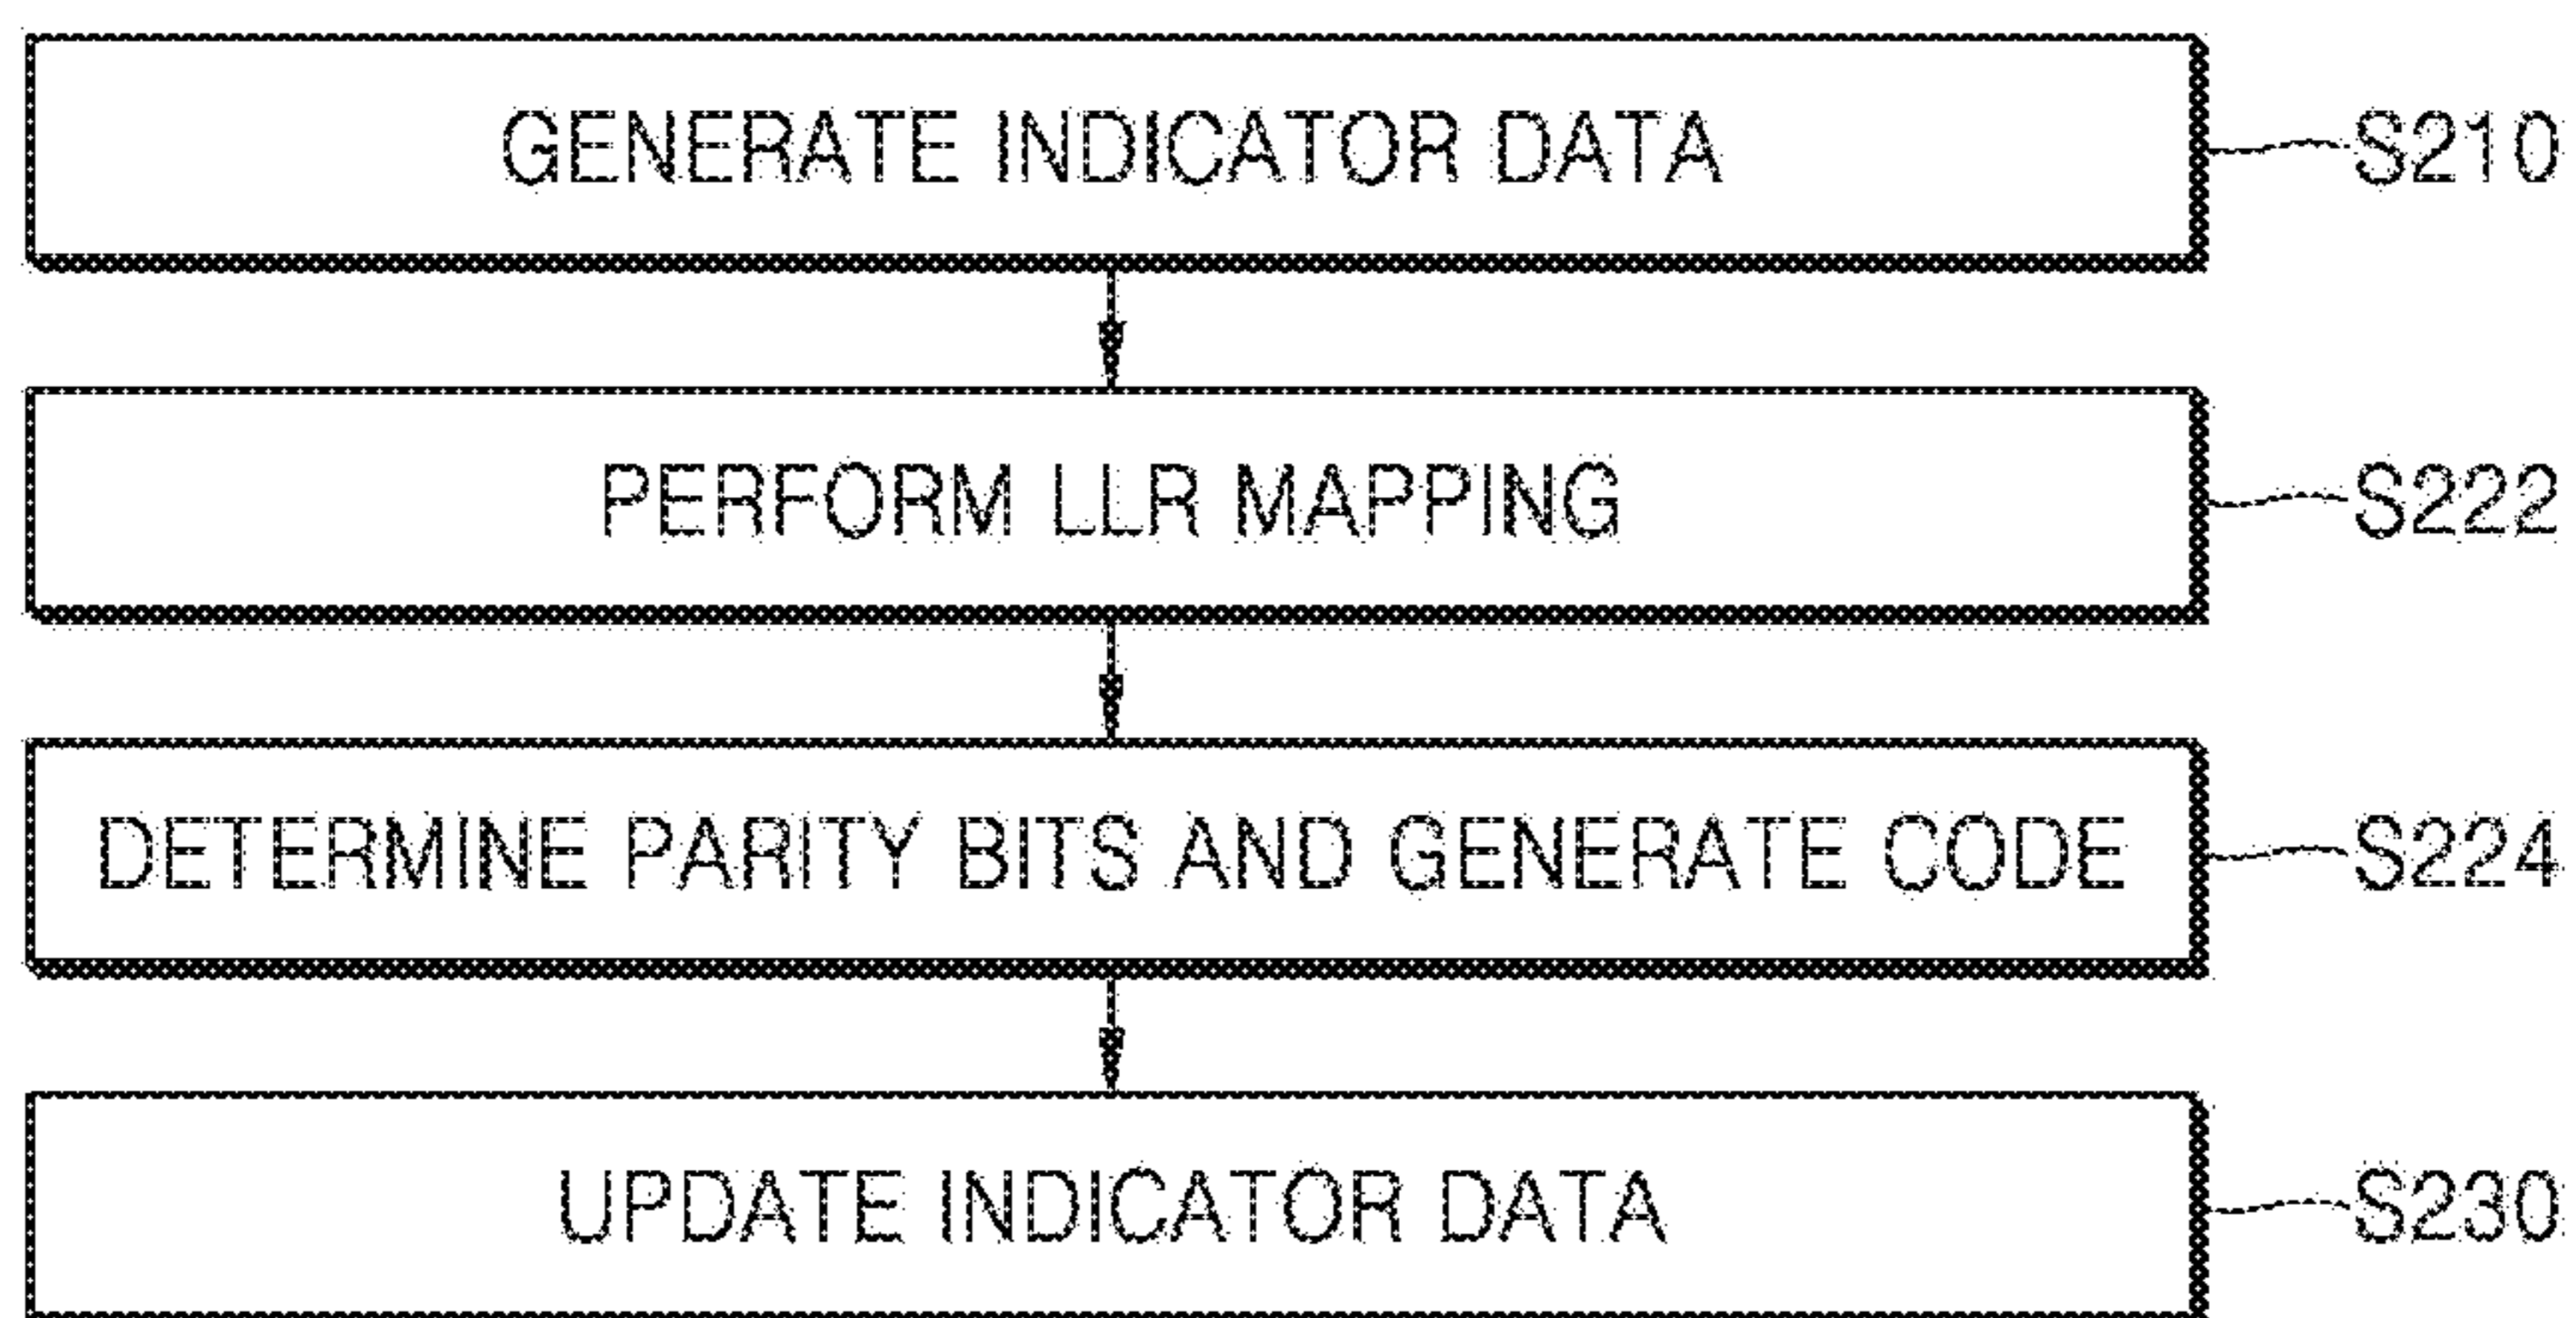 GENERATE INDICATOR DATA S210
PERFORM LLR MAPPING S222
DETERMINE PARITY BITS AND GENERATE CODE S224
UPDATE INDICATOR DATA S230